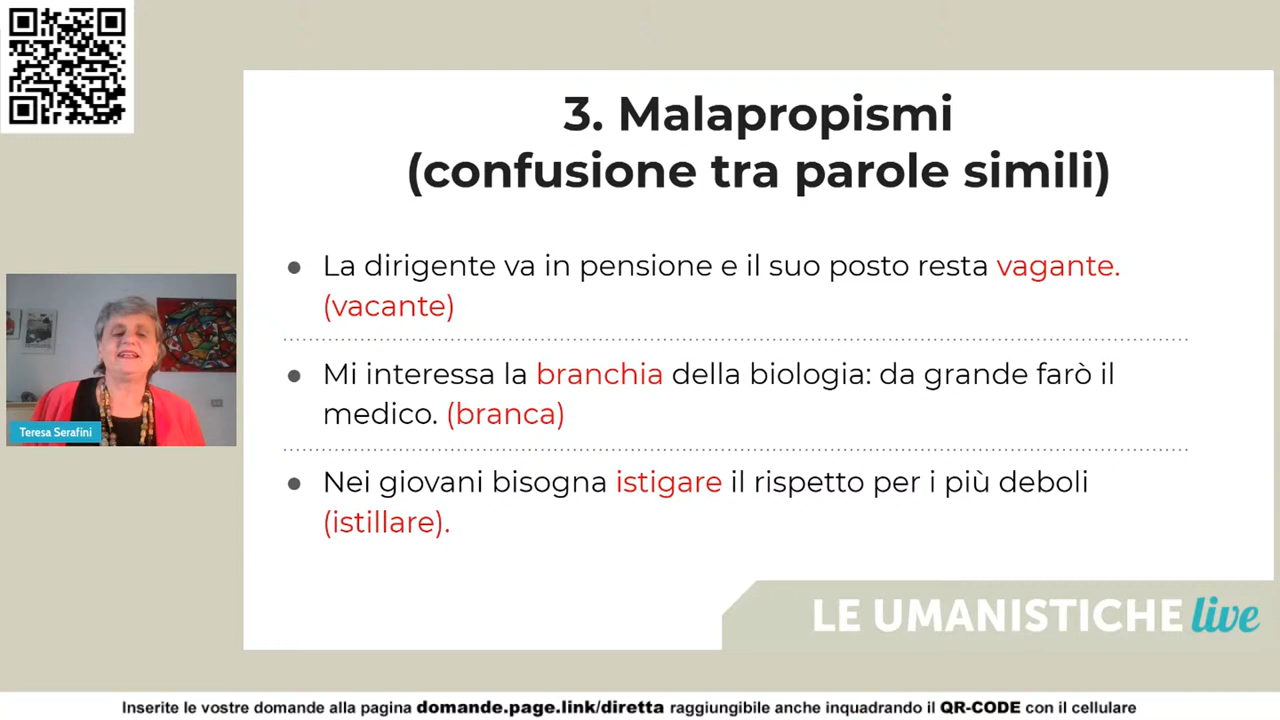 3. Malapropismi
(confusione tra parole simili)
● La dirigente va in pensione e il suo posto resta vagante.
(vacante)
● Mi interessa la branchia della biologia: da grande farò il
medico. (branca)
● Nei giovani bisogna istigare il rispetto per i più deboli
(istillare).
Teresa Serafini
LE UMANISTICHE live
Inserite le vostre domande alla pagina domande.page.link/diretta raggiungibile anche inquadrando il QR-CODE con il cellulare